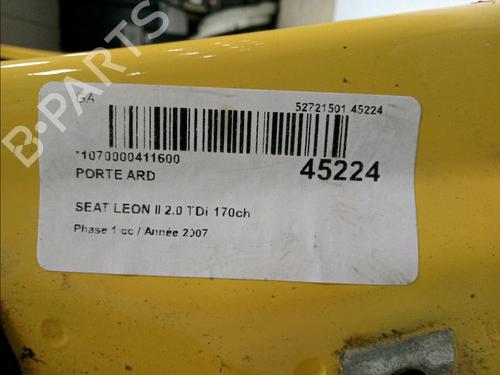 GA 52721501 45224
*1070000411600 45224
PORTE ARD
SEAT LEON II 2.0 TDi 170ch
Phase 1 cc / Année 2007
B-PARTS